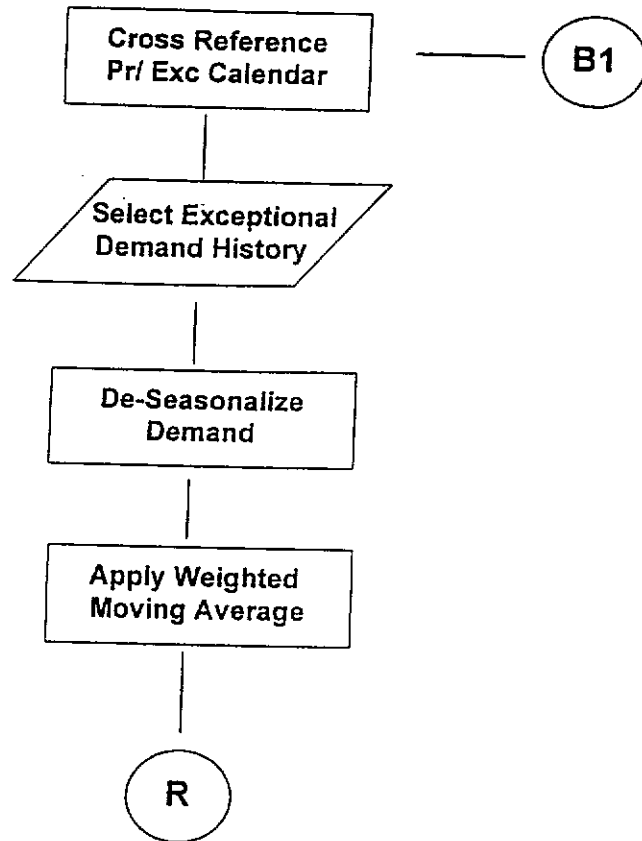 Cross Reference
Pr/ Exc Calendar
B1
Select Exceptional
Demand History
De-Seasonalize
Demand
Apply Weighted
Moving Average
R